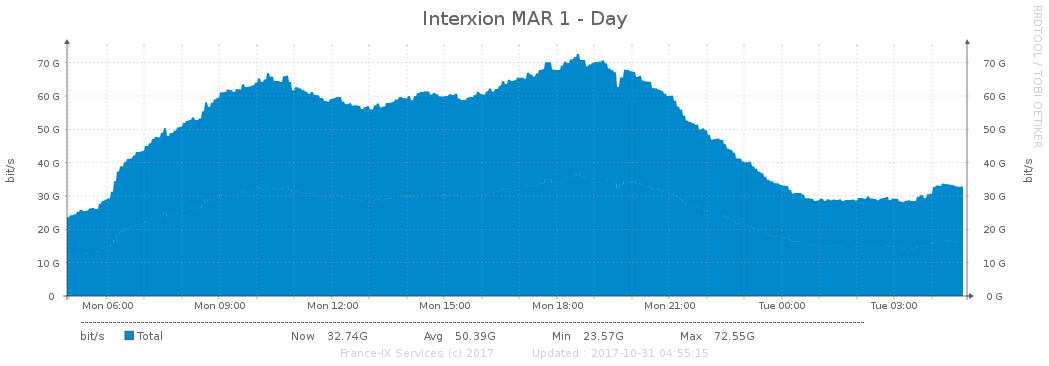 Interxion MAR 1 - Day
RRDTOOL / TOBI OETIKER
bit/s
70 G
60 G
50 G
40 G
30 G
20 G
10 G
0
70 G
60 G
50 G
40 G
30 G
20 G
10 G
0 G
bit/s
Mon 06:00 Mon 09:00 Mon 12:00 Mon 15:00 Mon 18:00 Mon 21:00 Tue 00:00 Tue 03:00
bit/s Total Now 32.74G Avg 50.39G Min 23.57G Max 72.55G
France-IX Services (c) 2017 Updated : 2017-10-31 04:55:15